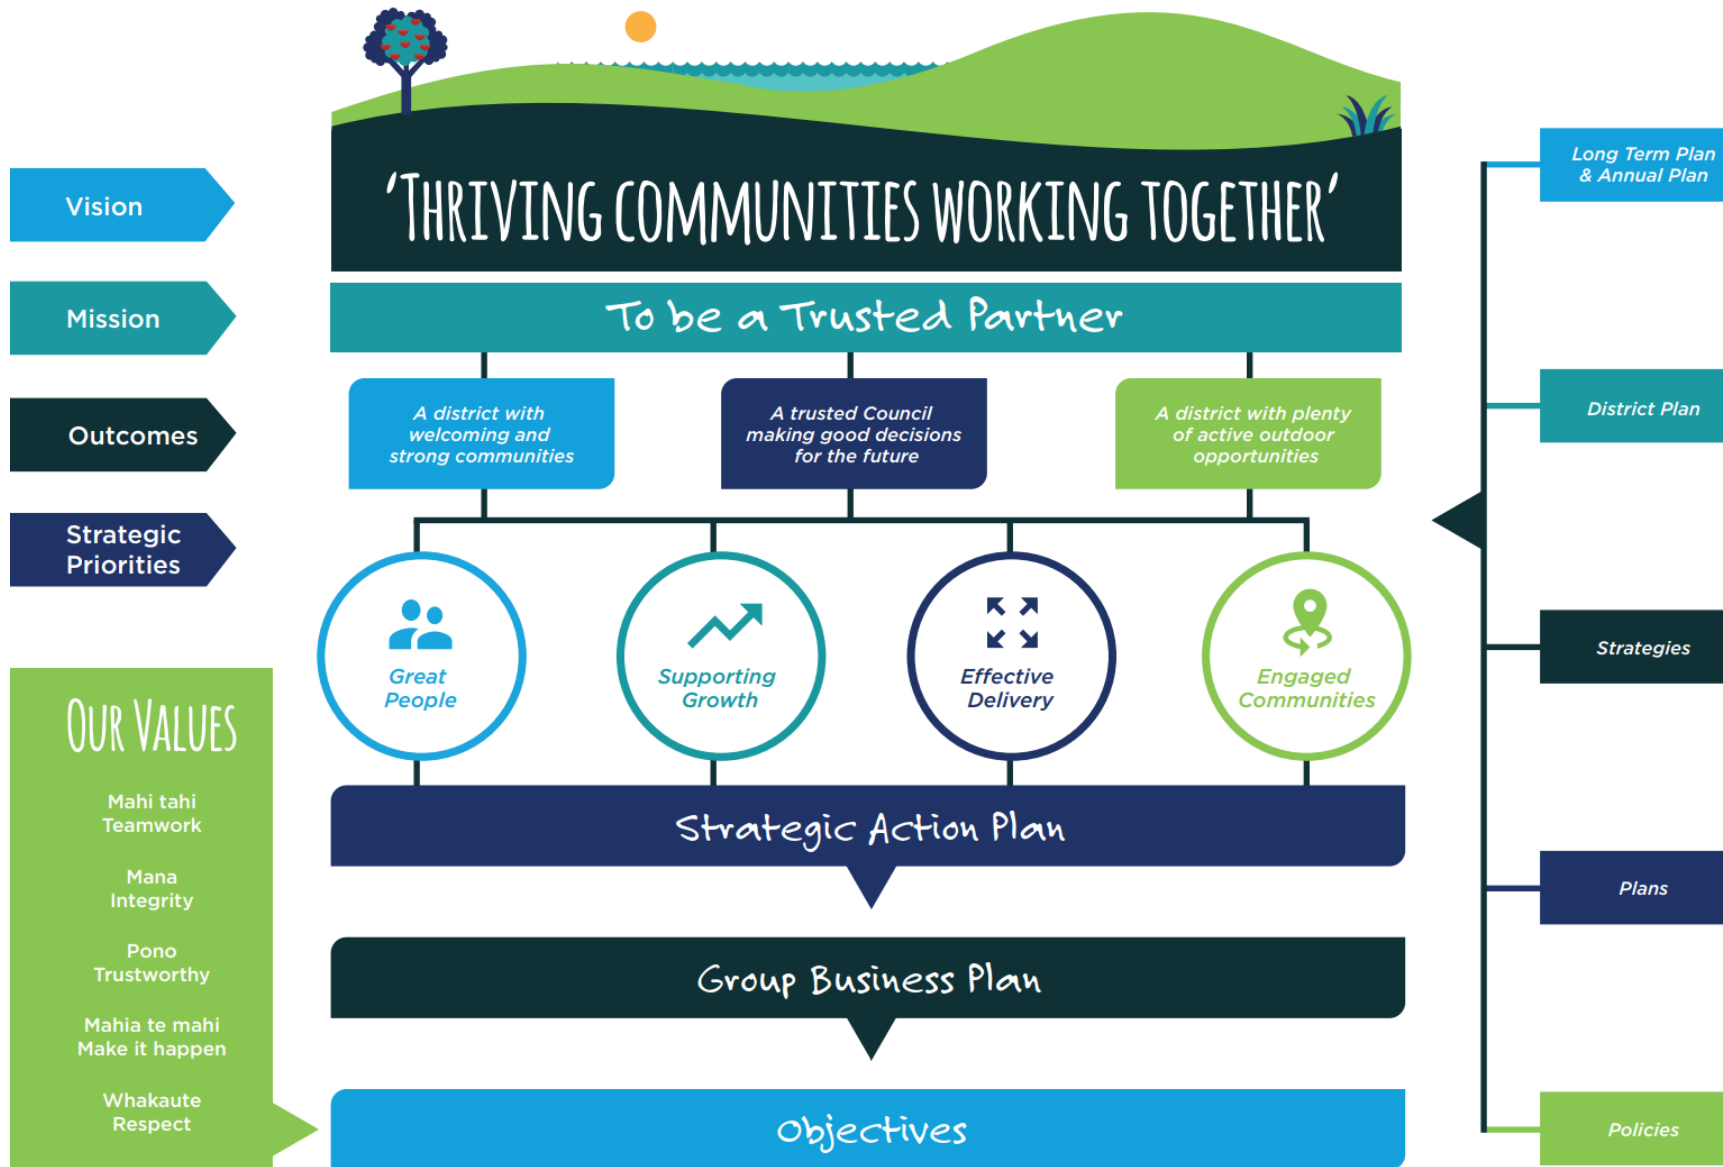 Vision
Mission
Outcomes
Strategic
Priorities
'THRIVING COMMUNITIES WORKING TOGETHER'
To be a Trusted Partner
A district with
welcoming and
strong communities
A trusted Council
making good decisions
for the future
A district with plenty
of active outdoor
opportunities
Great
People
Supporting
Growth
Effective
Delivery
Engaged
Communities
Strategic Action Plan
Group Business Plan
Objectives
OUR VALUES
Mahi tahi
Teamwork
Mana
Integrity
Pono
Trustworthy
Mahia te mahi
Make it happen
Whakaute
Respect
Long Term Plan
& Annual Plan
District Plan
Strategies
Plans
Policies